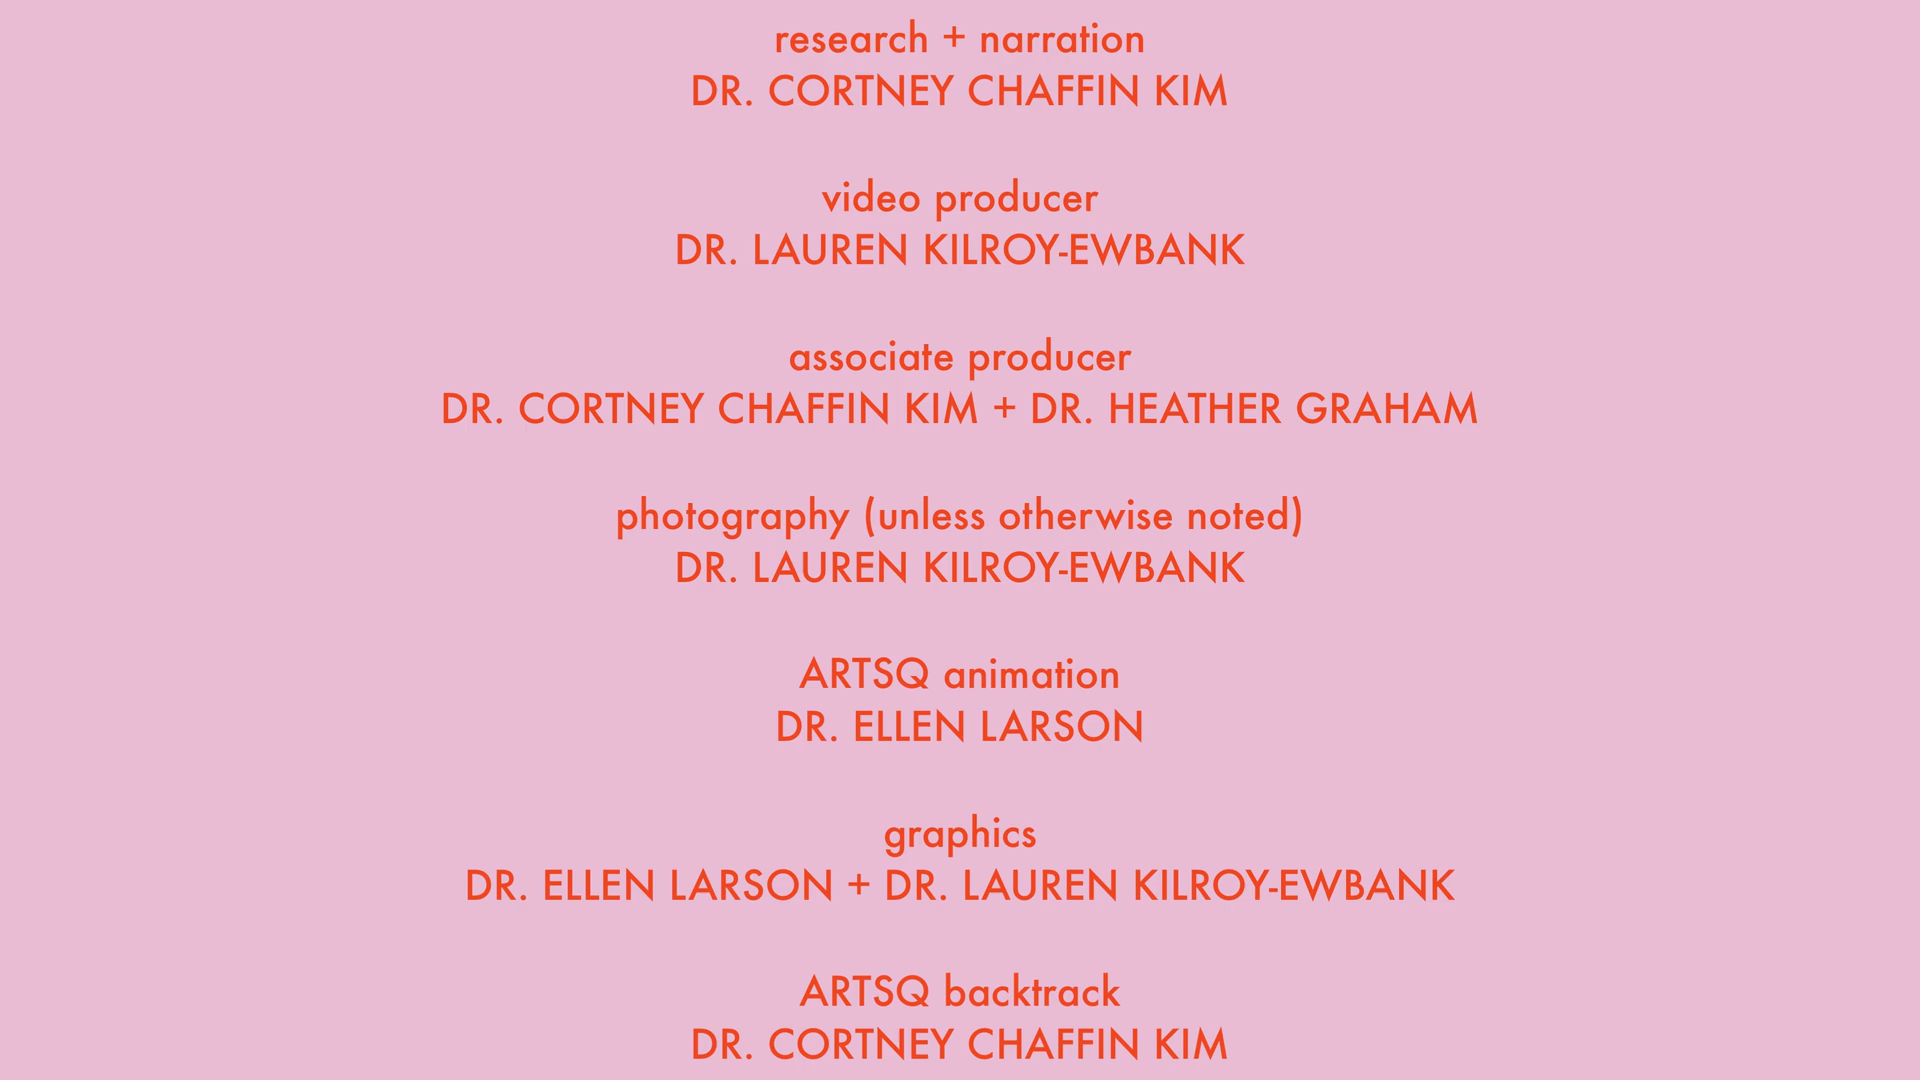 research + narration
DR. CORTNEY CHAFFIN KIM
video producer
DR. LAUREN KILROY-EWBANK
associate producer
DR. CORTNEY CHAFFIN KIM + DR. HEATHER GRAHAM
photography (unless otherwise noted)
DR. LAUREN KILROY-EWBANK
ARTSQ animation
DR. ELLEN LARSON
graphics
DR. ELLEN LARSON + DR. LAUREN KILROY-EWBANK
ARTSQ backtrack
DR. CORTNEY CHAFFIN KIM